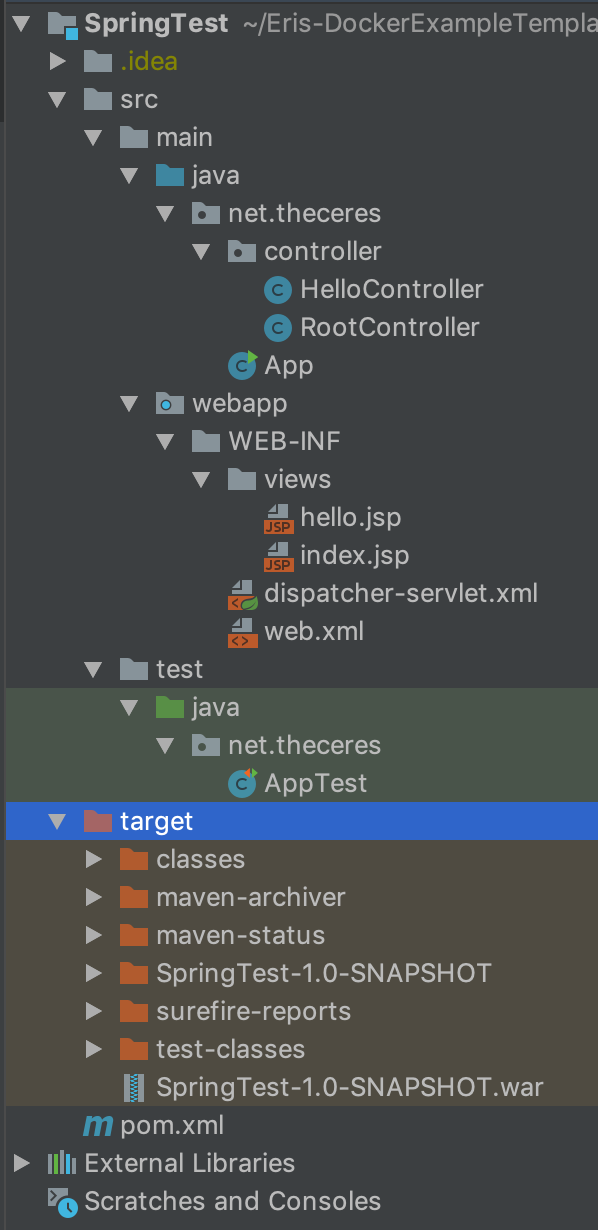 SpringTest ~/Eris-DockerExampleTempla
.idea
src
main
java
net.theceres
controller
HelloController
RootController
App
webapp
WEB-INF
views
hello.jsp
index.jsp
dispatcher-servlet.xml
web.xml
test
java
net.theceres
AppTest
target
classes
maven-archiver
maven-status
SpringTest-1.0-SNAPSHOT
surefire-reports
test-classes
SpringTest-1.0-SNAPSHOT.war
pom.xml
External Libraries
Scratches and Consoles